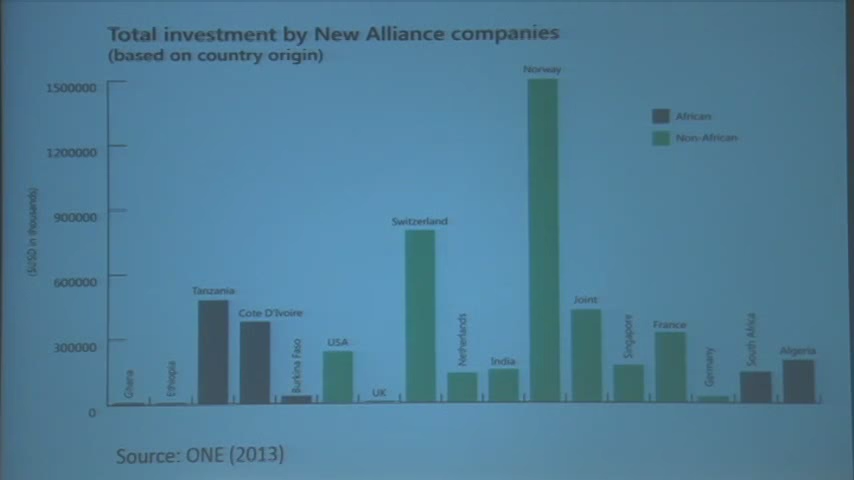 Total investment by New Alliance companies
(based on country origin)
($USD in thousands)
1500000
1200000
900000
600000
300000
0
African
Non-African
Ghana
Ethiopia
Tanzania
Cote D'Ivoire
Burkina Faso
USA
UK
Switzerland
Netherlands
India
Norway
Joint
Singapore
France
Germany
South Africa
Algeria
Source: ONE (2013)